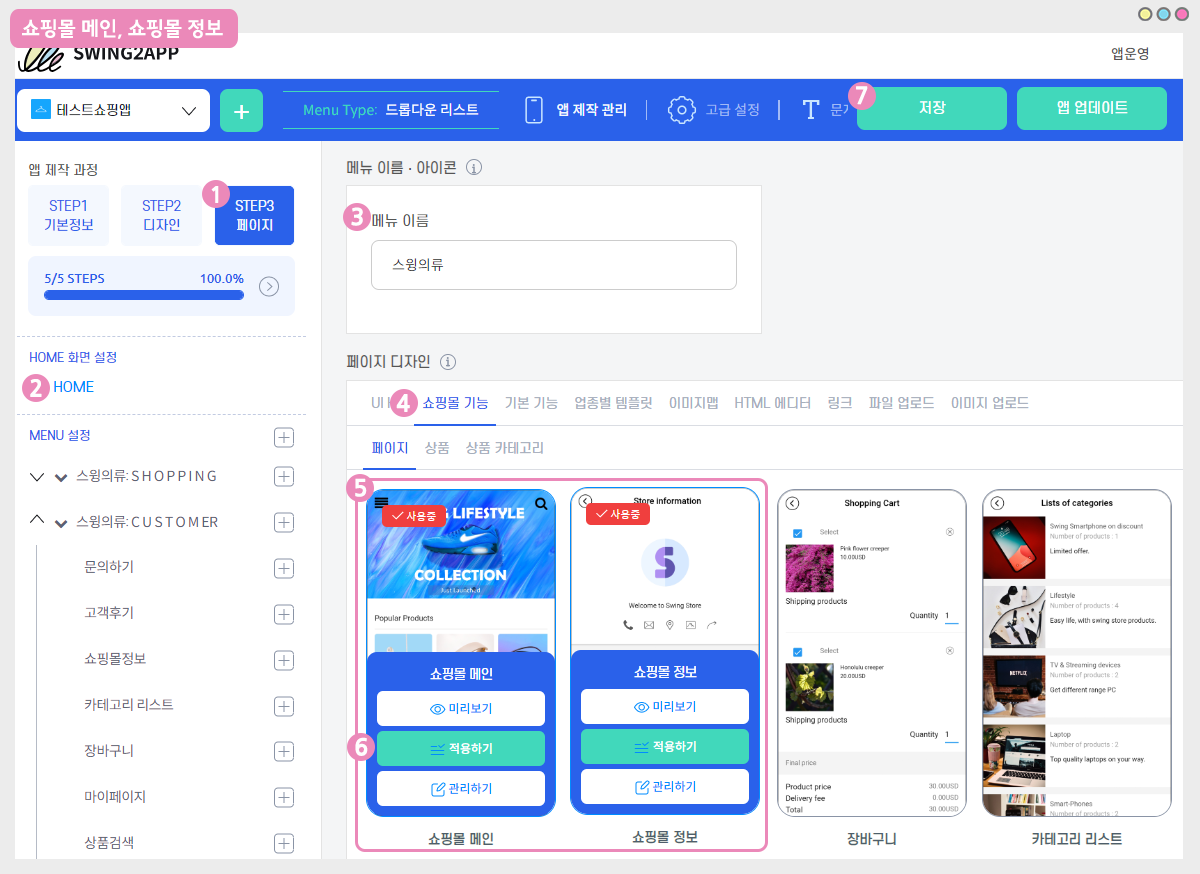 쇼핑몰 메인, 쇼핑몰 정보
SWING2APP
앱운영
테스트쇼핑앱
+
Menu Type: 드롭다운 리스트
앱 제작 관리
고급 설정
T
7
저장
앱 업데이트
앱 제작 과정
STEP1
기본정보
STEP2
디자인
1
STEP3
페이지
5/5 STEPS
100.0%
HOME 화면 설정
2 HOME
MENU 설정
스윙의류:SHOPPING
스윙의류:CUSTOMER
문의하기
고객후기
쇼핑몰정보
카테고리 리스트
장바구니
마이페이지
상품검색
메뉴 이름 · 아이콘
3 메뉴 이름
스윙의류
페이지 디자인
UI
4 쇼핑몰 기능
기본 기능
업종별 템플릿
이미지맵
HTML 에디터
링크
파일 업로드
이미지 업로드
페이지
상품
상품 카테고리
5
사용중
LIFESTYLE
COLLECTION
Just Launched
Popular Products
쇼핑몰 메인
미리보기
6
적용하기
관리하기
쇼핑몰 메인
Store information
사용중
S
Welcome to Swing Store
쇼핑몰 정보
미리보기
적용하기
관리하기
쇼핑몰 정보
Shopping Cart
Select
Pink flower creeper
10.00USD
Shipping products
Quantity 1
Select
Honolulu creeper
20.00USD
Shipping products
Quantity 1
Final price
Product price 30.00USD
Delivery fee 0.00USD
Total 30.00USD
장바구니
Lists of categories
Swing Smartphone on discount
Number of products : 1
Limited offer.
Lifestyle
Number of products : 4
Easy life, with swing store products.
TV & Streaming devices
Number of products : 2
Get different range PC
NETFLIX
Laptop
Number of products : 2
Top quality laptops on your way.
Smart-Phones
Number of products : 2
카테고리 리스트